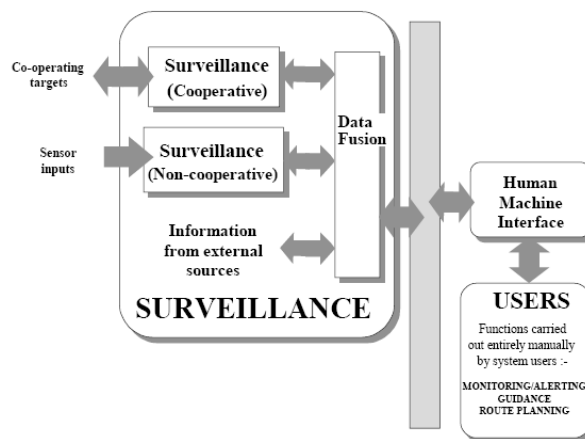 Co-operating
targets
Surveillance
(Cooperative)
Sensor
inputs
Surveillance
(Non-cooperative)
Data
Fusion
Information
from external
sources
SURVEILLANCE
Human
Machine
Interface
USERS
Functions carried
out entirely manually
by system users :-
MONITORING/ALERTING
GUIDANCE
ROUTE PLANNING